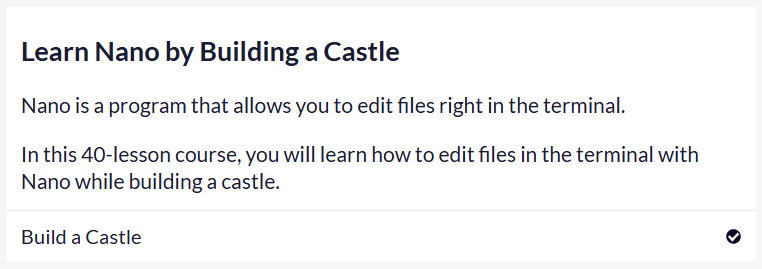 Learn Nano by Building a Castle
Nano is a program that allows you to edit files right in the terminal.
In this 40-lesson course, you will learn how to edit files in the terminal with
Nano while building a castle.
Build a Castle